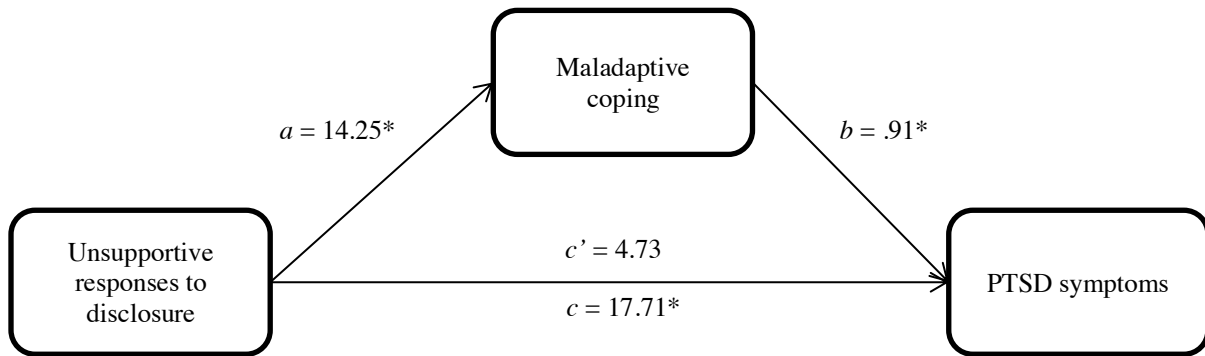 Maladaptive
coping
a = 14.25*
b = .91*
Unsupportive
responses to
disclosure
c’ = 4.73
c = 17.71*
PTSD symptoms